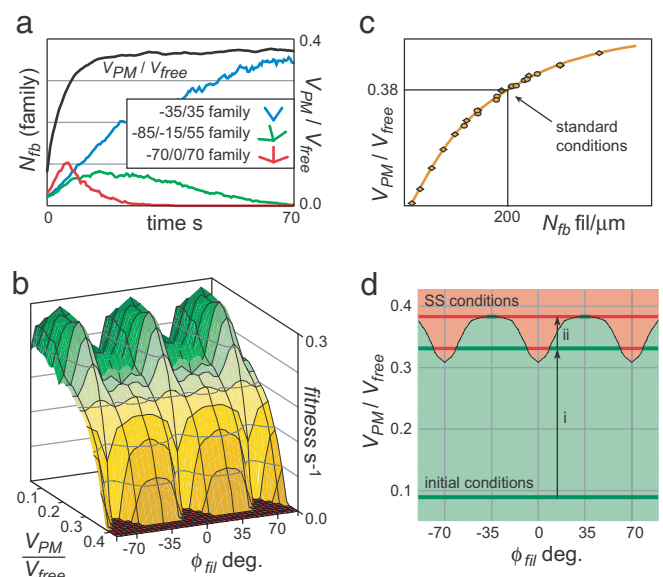 a
N_fb (family)
V_PM / V_free
0.4
-35/35 family
-85/-15/55 family
-70/0/70 family
V_PM / V_free
0.0
0
time s
70
c
V_PM / V_free
0.38
standard conditions
200
N_fb fil/μm
b
0.3
fitness s⁻¹
0.0
0.1
0.2
0.3
0.4
V_PM
V_free
-70
-35
0
35
70
ϕ_fil deg.
d
V_PM / V_free
0.4
0.3
0.2
0.1
SS conditions
ii
i
initial conditions
-70
-35
0
35
70
ϕ_fil deg.